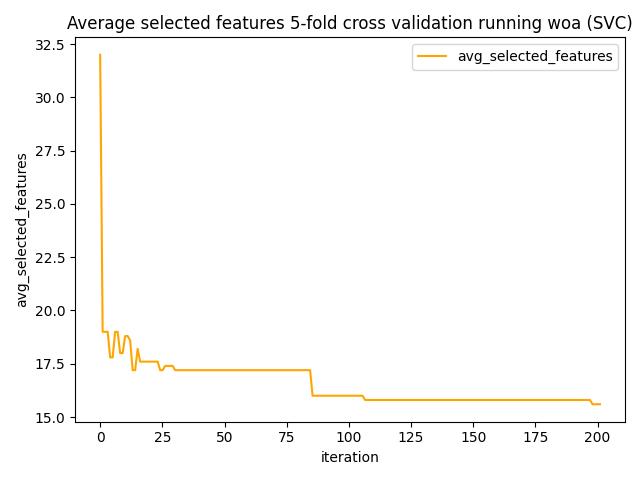 Average selected features 5-fold cross validation running woa (SVC)
avg_selected_features
32.5
30.0
27.5
25.0
22.5
20.0
17.5
15.0
avg_selected_features
0 25 50 75 100 125 150 175 200
iteration